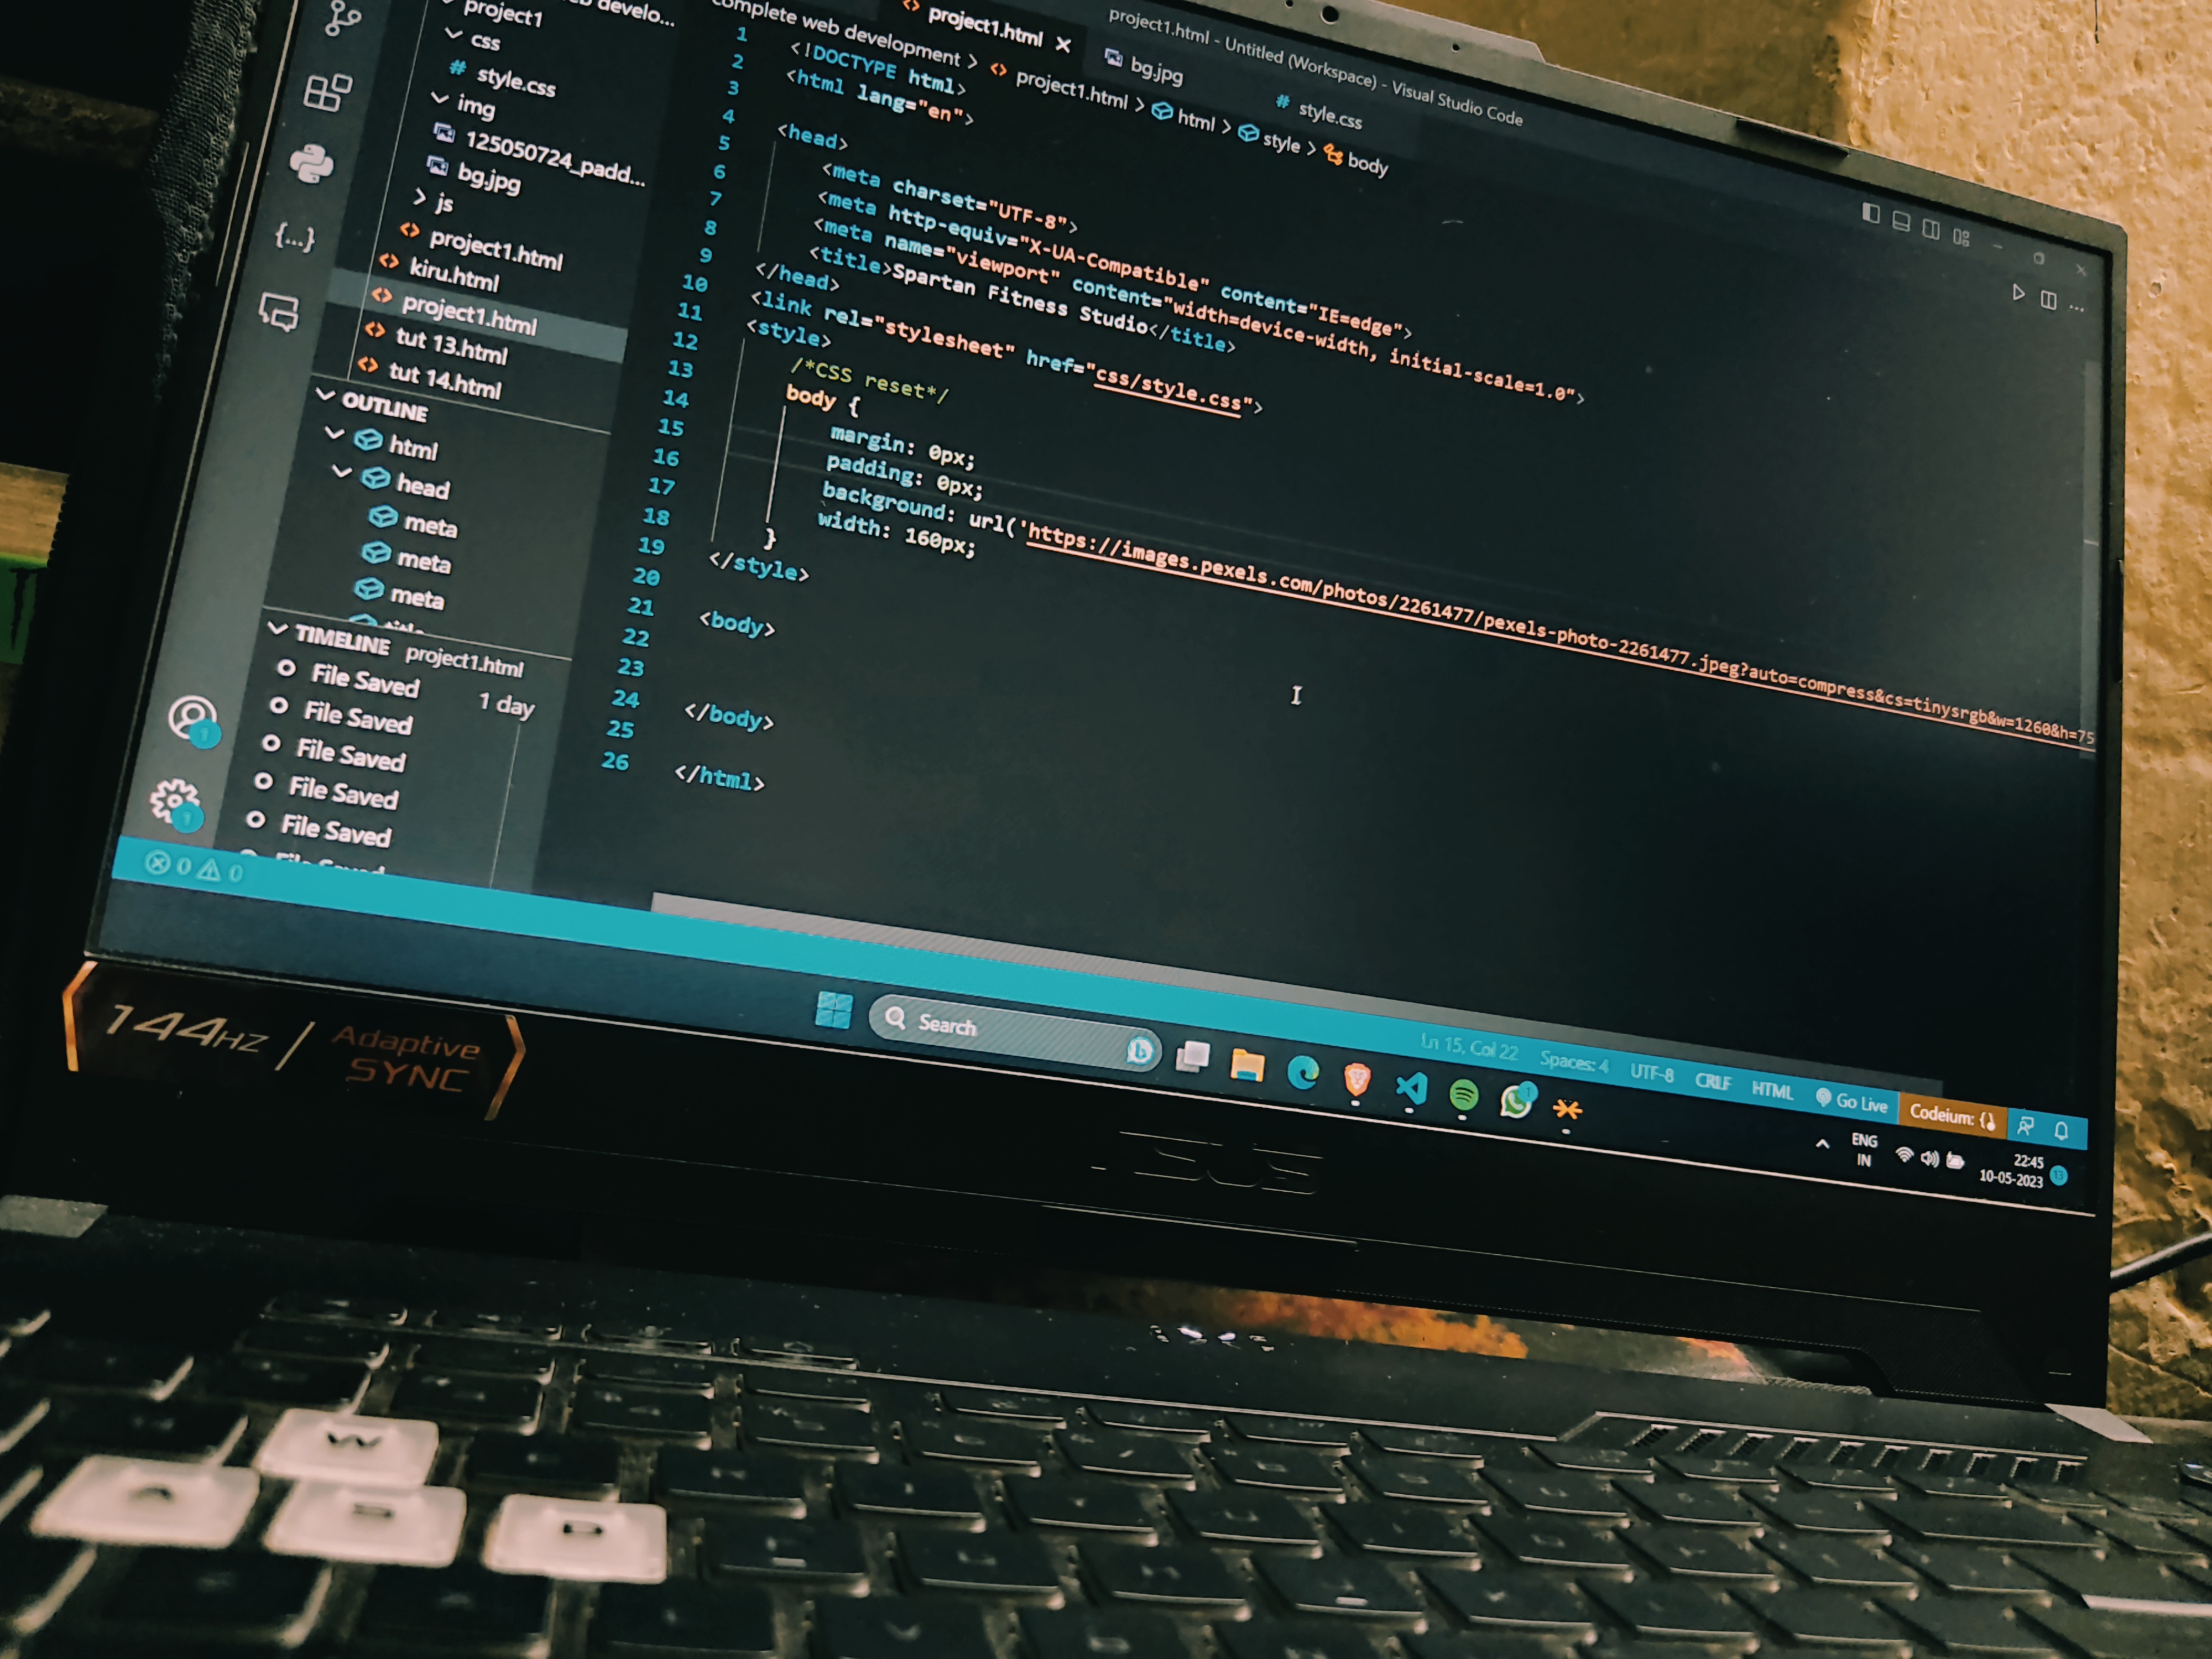 project1.html - Untitled (Workspace) - Visual Studio Code
project1
css
style.css
img
125050724_padd...
bg.jpg
js
project1.html
kiru.html
project1.html
tut 13.html
tut 14.html
OUTLINE
html
head
meta
meta
meta
TIMELINE project1.html
File Saved 1 day
File Saved
File Saved
File Saved
File Saved
project1.html
bg.jpg
style.css
web development > project1.html > html > style > body
1 <!DOCTYPE html>
2 <html lang="en">
3
4 <head>
5 <meta charset="UTF-8">
6 <meta http-equiv="X-UA-Compatible" content="IE=edge">
7 <meta name="viewport" content="width=device-width, initial-scale=1.0">
8 <title>Spartan Fitness Studio</title>
9 </head>
10 <link rel="stylesheet" href="css/style.css">
11 <style>
12 /*CSS reset*/
13 body {
14 margin: 0px;
15 padding: 0px;
16 background: url('https://images.pexels.com/photos/2261477/pexels-photo-2261477.jpeg?auto=compress&cs=tinysrgb&w=1260&h=75
17 width: 160px;
18 }
19 </style>
20
21 <body>
22
23
24 </body>
25
26 </html>
0 0
Ln 15, Col 22 Spaces: 4 UTF-8 CRLF HTML Go Live Codeium: {}
Search
ENG
IN
22:45
10-05-2023
144HZ / Adaptive
SYNC
ASUS
W
D